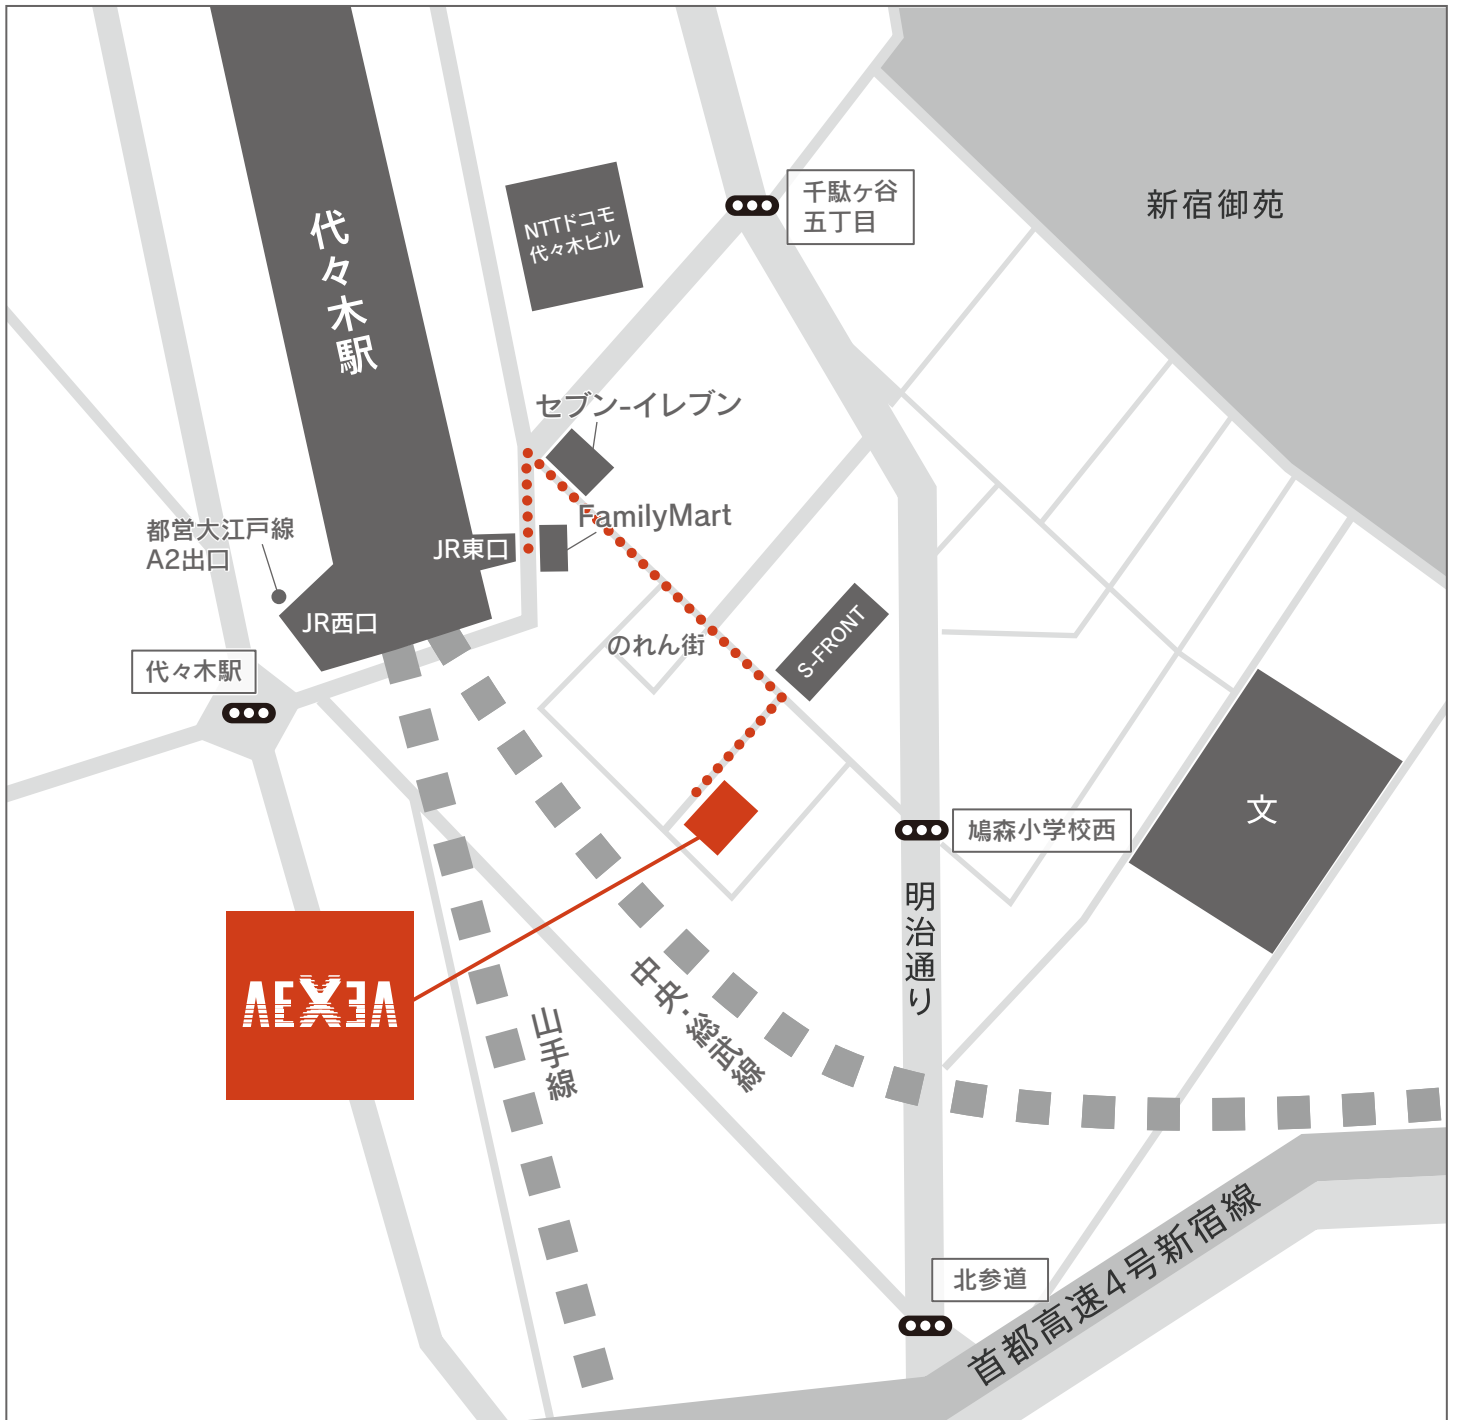 新宿御苑
千駄ヶ谷
五丁目
NTTドコモ
代々木ビル
代々木駅
セブン-イレブン
FamilyMart
都営大江戸線
A2出口
JR東口
JR西口
のれん街
S-FRONT
代々木駅
文
鳩森小学校西
明治通り
AEXEA
中央・総武線
山手線
北参道
首都高速4号新宿線